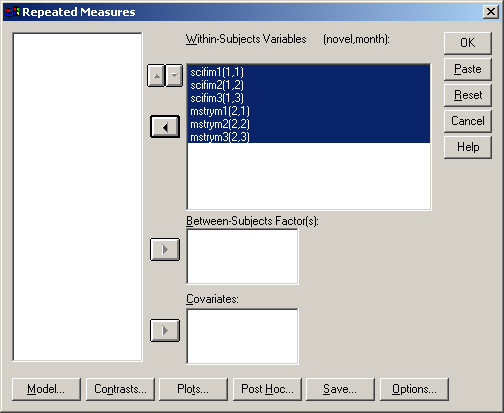 Repeated Measures
Within-Subjects Variables (novel,month):
scifim1(1,1)
scifim2(1,2)
scifim3(1,3)
mstrym1(2,1)
mstrym2(2,2)
mstrym3(2,3)
OK
Paste
Reset
Cancel
Help
Between-Subjects Factor(s):
Covariates:
Model... Contrasts... Plots... Post Hoc... Save... Options...